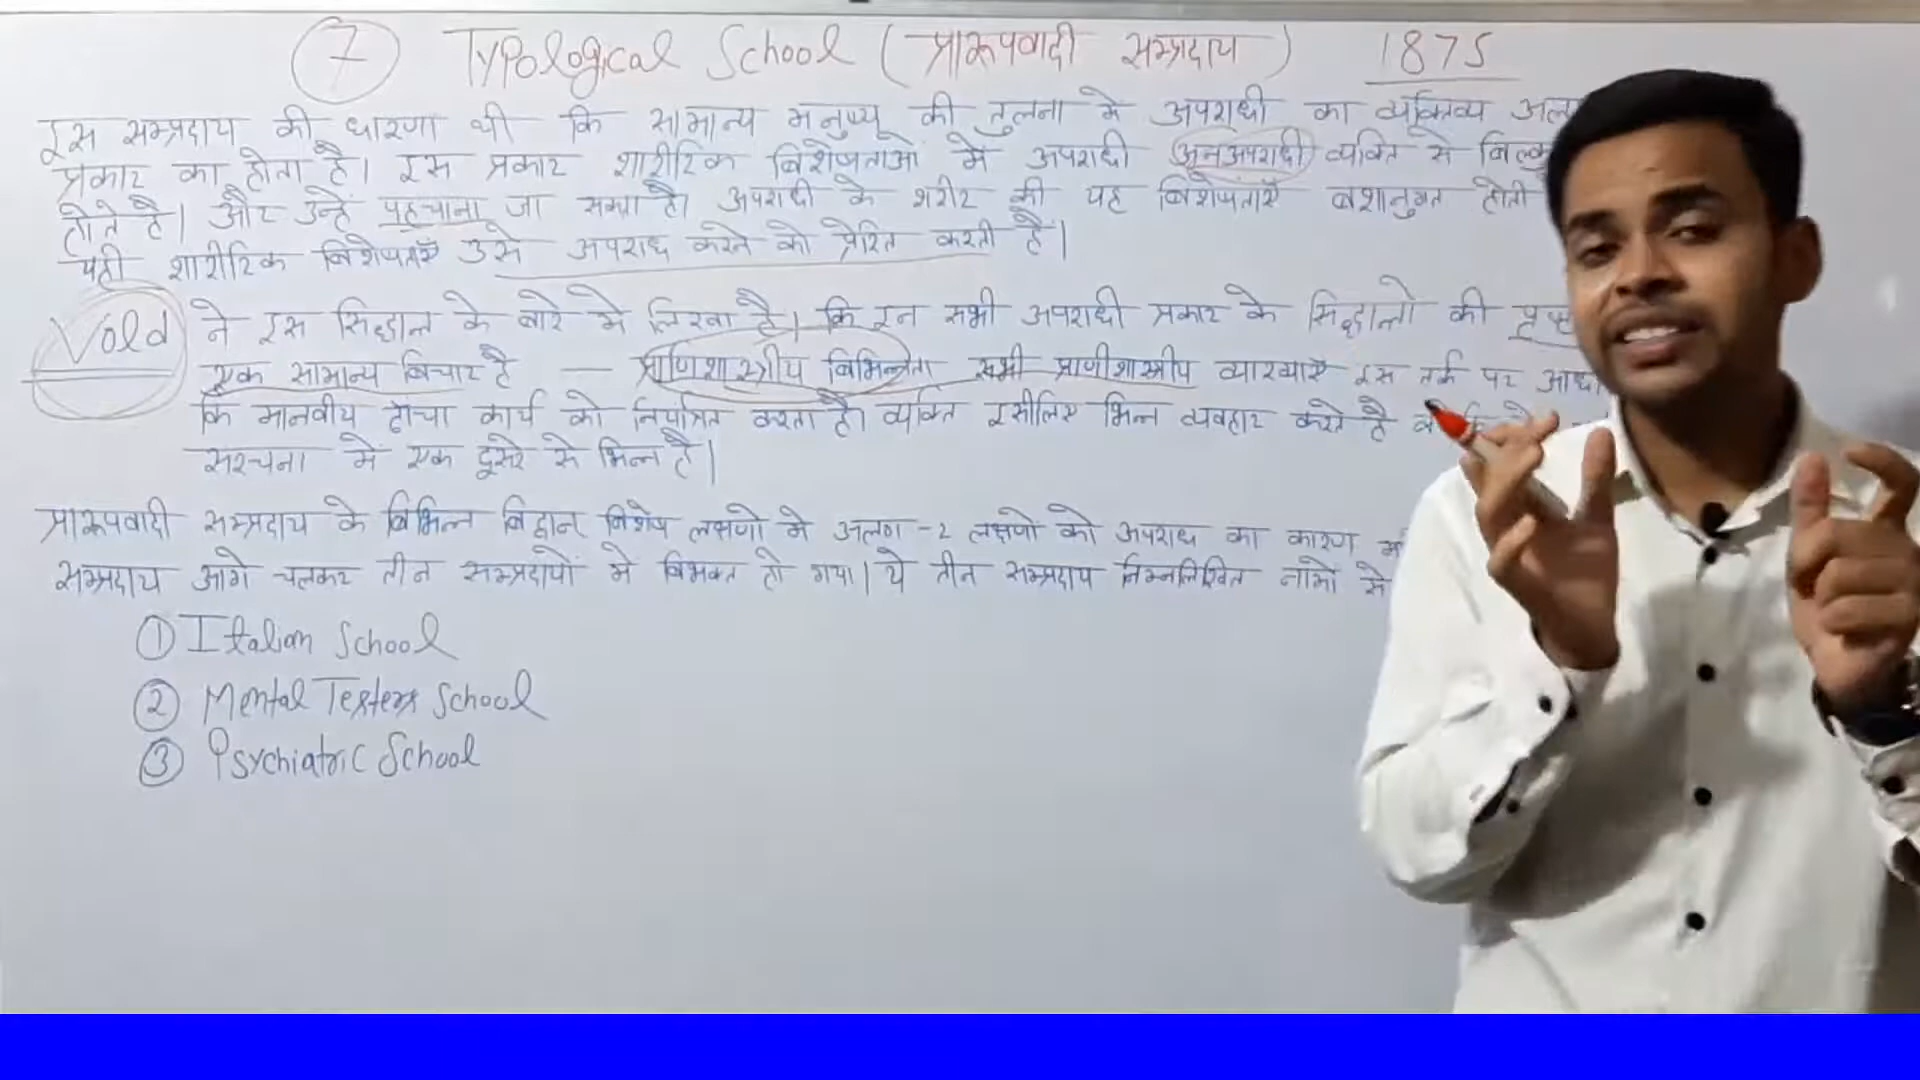 7 Typological School (प्रारूपवादी सम्प्रदाय) 1875
इस सम्प्रदाय की धारणा थी कि सामान्य मनुष्य की तुलना मे अपराधी का व्यक्तिव्य
प्रकार का होता है। इस प्रकार शारीरिक विशेषताओ मे अपराधी अनअपराधी व्यक्ति से
होते है। और उन्हें पहचाना जा सक्ता है। अपराधी के शरीर की यह विशेषताएँ वशानुगत होती
यही शारीरिक विशेषताएँ उसे अपराध करने को प्रेरित करती है।
Vold ने इस सिद्धान्त के बारे मे लिखा है। कि इन सभी अपराधी प्रकार के सिद्धान्तो की
एक सामान्य विचार है — प्राणिशास्त्रीय विभिन्नता सभी प्राणीशास्त्रीय व्याख्याएँ इस तर्क पर
कि मानवीय ढाँचा कार्य को नियंत्रित करता है। व्यक्ति इसीलिए भिन्न व्यवहार करते है
सरचना मे एक दूसरे से भिन्न है।
प्रारूपवादी सम्प्रदाय के विभिन्न विद्वान विशेष लक्षणो मे अलग -2 लक्षणो को अपराध का कारण
सम्प्रदाय आगे चलकर तीन सम्प्रदायों मे विभक्त हो गया। ये तीन सम्प्रदाय निम्नलिखित नामो से
① Italian School
② Mental Testers School
③ Psychiatric School